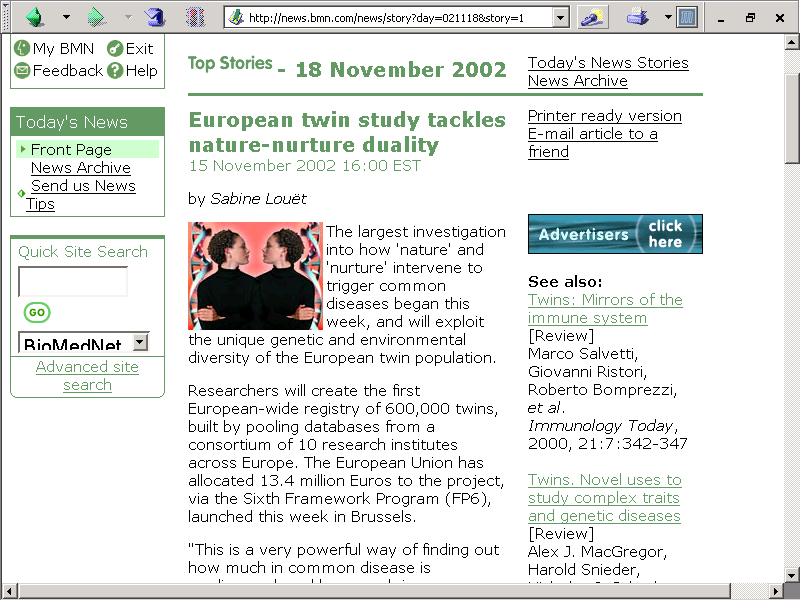 http://news.bmn.com/news/story?day=021118&story=1
My BMN Exit
Feedback Help
Today's News
Front Page
News Archive
Send us News
Tips
Quick Site Search
GO
BioMedNet
Advanced site
search
Top Stories - 18 November 2002
European twin study tackles
nature-nurture duality
15 November 2002 16:00 EST
by Sabine Louët
The largest investigation
into how 'nature' and
'nurture' intervene to
trigger common
diseases began this
week, and will exploit
the unique genetic and environmental
diversity of the European twin population.
Researchers will create the first
European-wide registry of 600,000 twins,
built by pooling databases from a
consortium of 10 research institutes
across Europe. The European Union has
allocated 13.4 million Euros to the project,
via the Sixth Framework Program (FP6),
launched this week in Brussels.
"This is a very powerful way of finding out
how much in common disease is
Today's News Stories
News Archive
Printer ready version
E-mail article to a
friend
Advertisers click
here
See also:
Twins: Mirrors of the
immune system
[Review]
Marco Salvetti,
Giovanni Ristori,
Roberto Bomprezzi,
et al.
Immunology Today,
2000, 21:7:342-347
Twins. Novel uses to
study complex traits
and genetic diseases
[Review]
Alex J. MacGregor,
Harold Snieder,